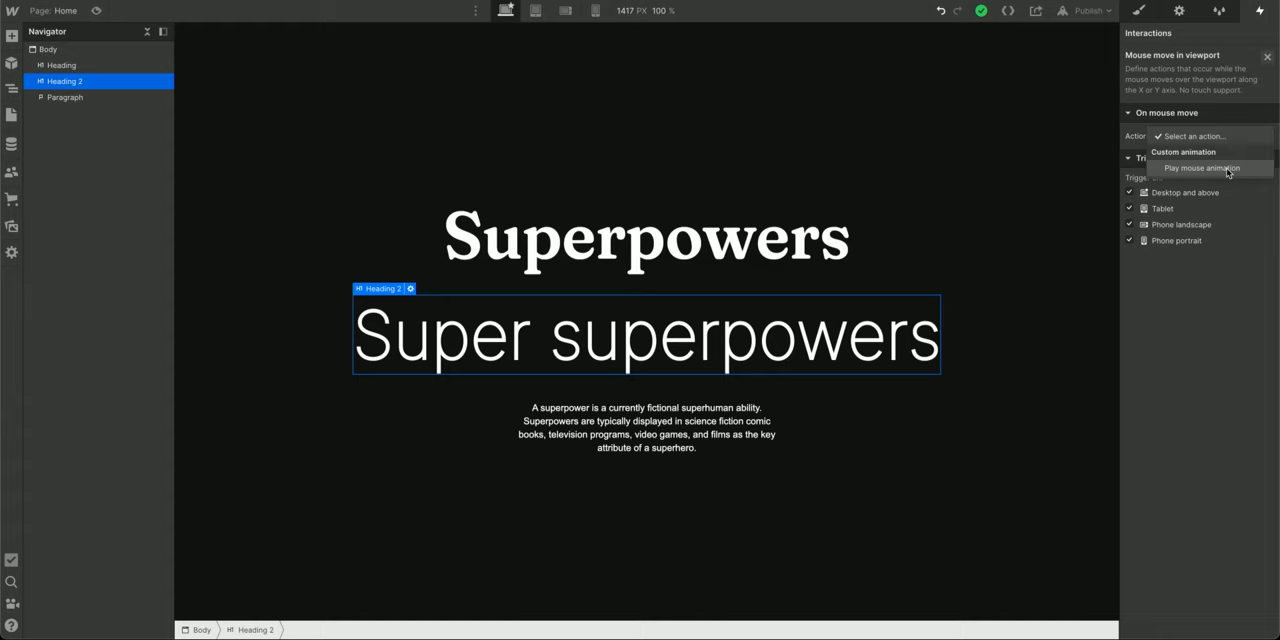 Page: Home
1417 PX 100 %
Publish
Navigator
Body
H1 Heading
H1 Heading 2
P Paragraph
Superpowers
H1 Heading 2
Super superpowers
A superpower is a currently fictional superhuman ability.
Superpowers are typically displayed in science fiction comic
books, television programs, video games, and films as the key
attribute of a superhero.
Interactions
Mouse move in viewport
Define actions that occur while the
mouse moves over the viewport along
the X or Y axis. No touch support.
On mouse move
Action
Select an action...
Custom animation
Play mouse animation
Desktop and above
Tablet
Phone landscape
Phone portrait
Body
H1 Heading 2